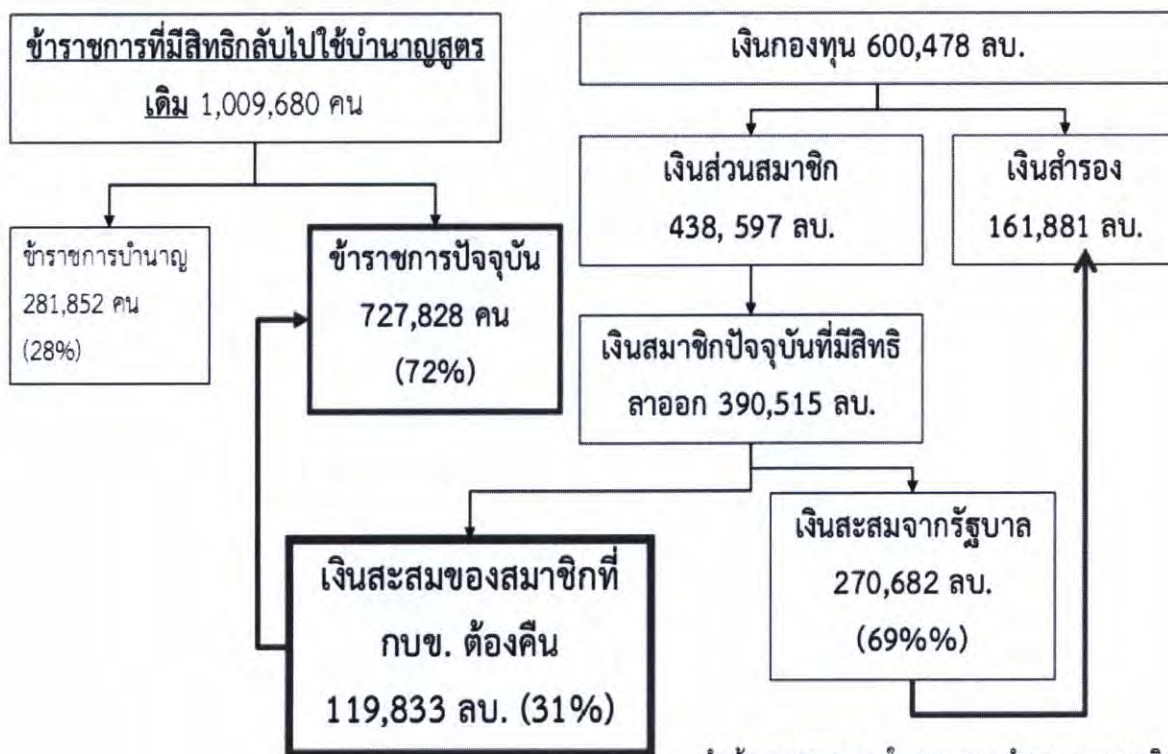 ข้าราชการที่มีสิทธิกลับไปใช้บำนาญสูตร
เดิม 1,009,680 คน
เงินกองทุน 600,478 ลบ.
เงินส่วนสมาชิก
438, 597 ลบ.
เงินสำรอง
161,881 ลบ.
ข้าราชการบำนาญ
281,852 คน
(28%)
ข้าราชการปัจจุบัน
727,828 คน
(72%)
เงินสมาชิกปัจจุบันที่มีสิทธิ
ลาออก 390,515 ลบ.
เงินสะสมของสมาชิกที่
กบข. ต้องคืน
119,833 ลบ. (31%)
เงินสะสมจากรัฐบาล
270,682 ลบ.
(69%%)